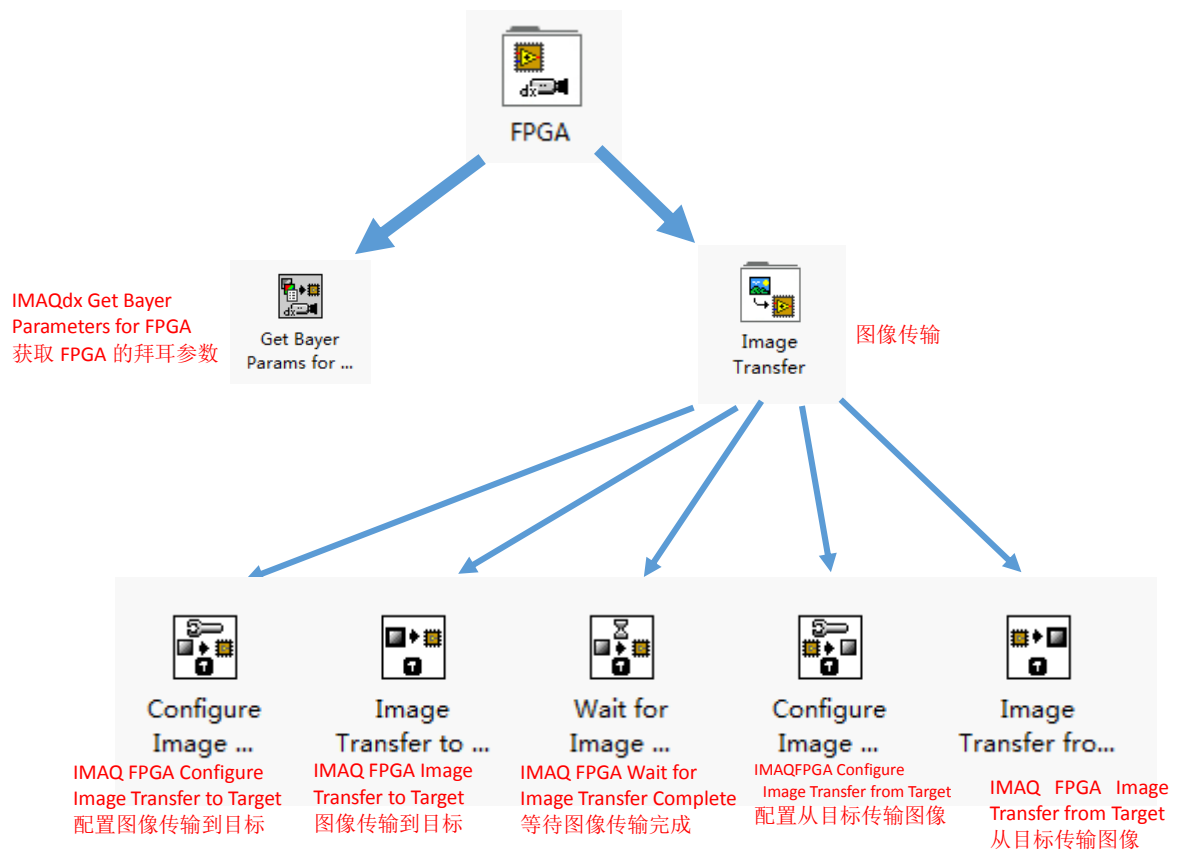 FPGA
IMAQdx Get Bayer
Parameters for FPGA
获取 FPGA 的拜耳参数
Get Bayer
Params for ...
Image
Transfer
图像传输
Configure
Image ...
IMAQ FPGA Configure
Image Transfer to Target
配置图像传输到目标
Image
Transfer to ...
IMAQ FPGA Image
Transfer to Target
图像传输到目标
Wait for
Image ...
IMAQ FPGA Wait for
Image Transfer Complete
等待图像传输完成
Configure
Image ...
IMAQFPGA Configure
Image Transfer from Target
配置从目标传输图像
Image
Transfer fro...
IMAQ FPGA Image
Transfer from Target
从目标传输图像